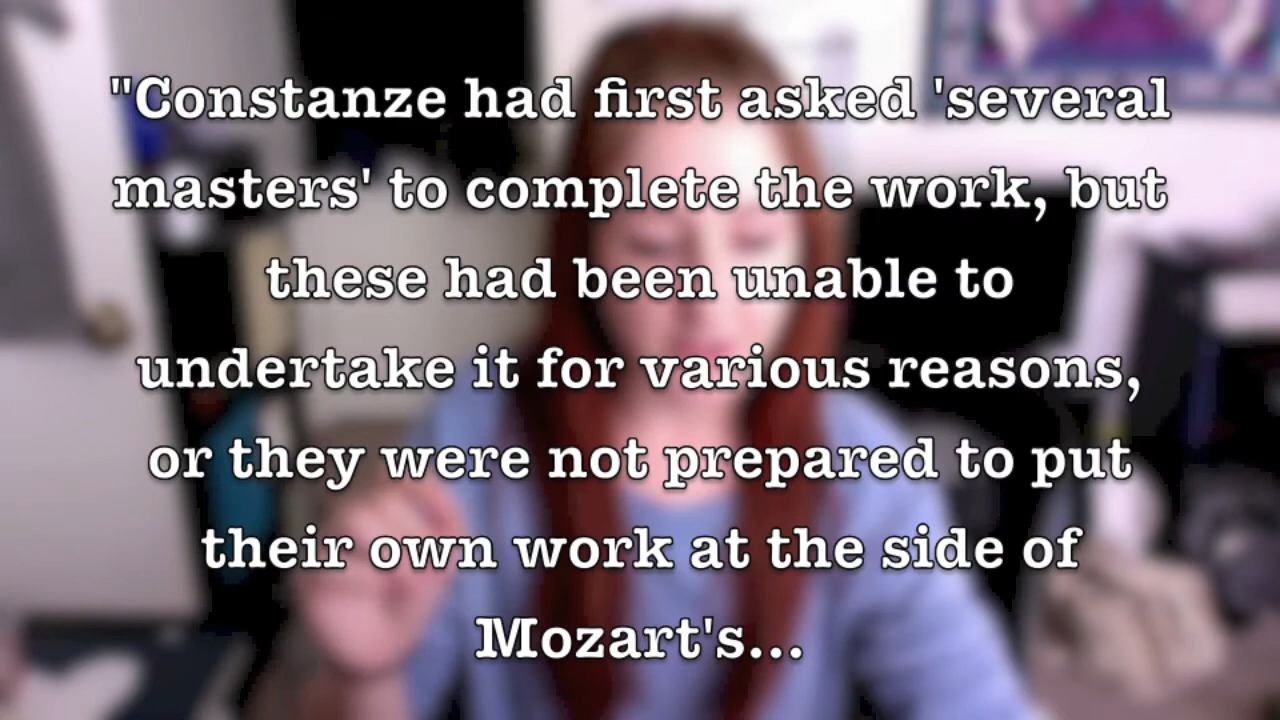 "Constanze had first asked 'several
masters' to complete the work, but
these had been unable to
undertake it for various reasons,
or they were not prepared to put
their own work at the side of
Mozart's...